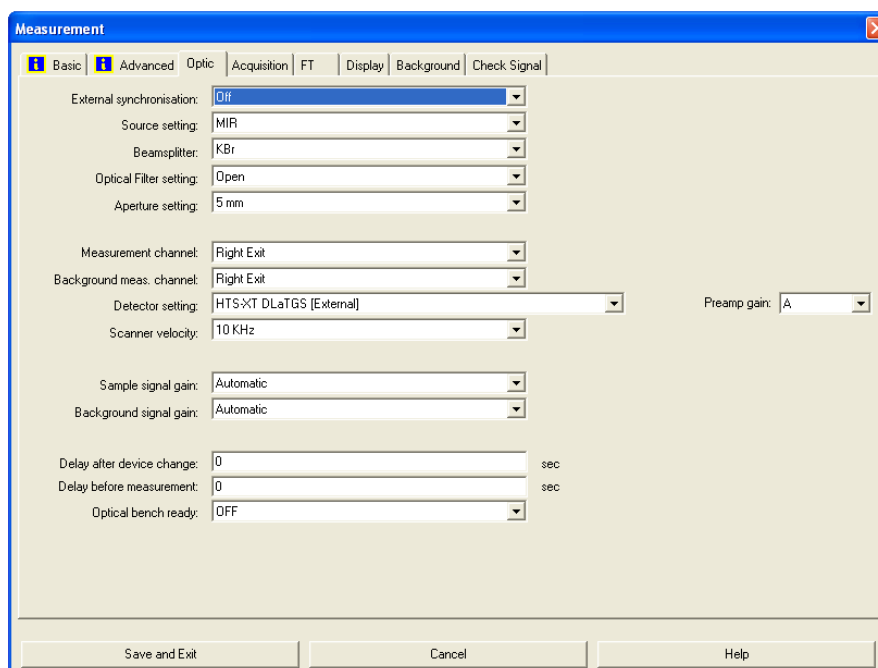 Measurement
Basic Advanced Optic Acquisition FT Display Background Check Signal
External synchronisation: Off
Source setting: MIR
Beamsplitter: KBr
Optical Filter setting: Open
Aperture setting: 5 mm
Measurement channel: Right Exit
Background meas. channel: Right Exit
Detector setting: HTS-XT DLaTGS [External] Preamp gain: A
Scanner velocity: 10 KHz
Sample signal gain: Automatic
Background signal gain: Automatic
Delay after device change: 0 sec
Delay before measurement: 0 sec
Optical bench ready: OFF
Save and Exit Cancel Help